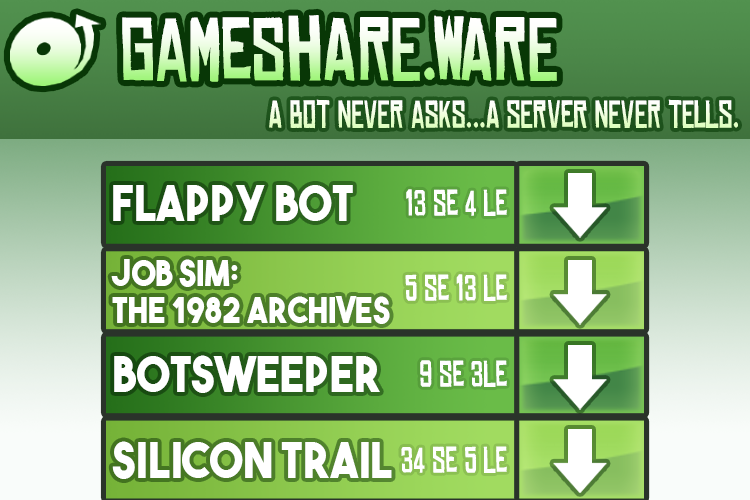 GAMESHARE.WARE
A BOT NEVER ASKS...A SERVER NEVER TELLS.
FLAPPY BOT 13 SE 4 LE
JOB SIM:
THE 1982 ARCHIVES 5 SE 13 LE
BOTSWEEPER 9 SE 3LE
SILICON TRAIL 34 SE 5 LE